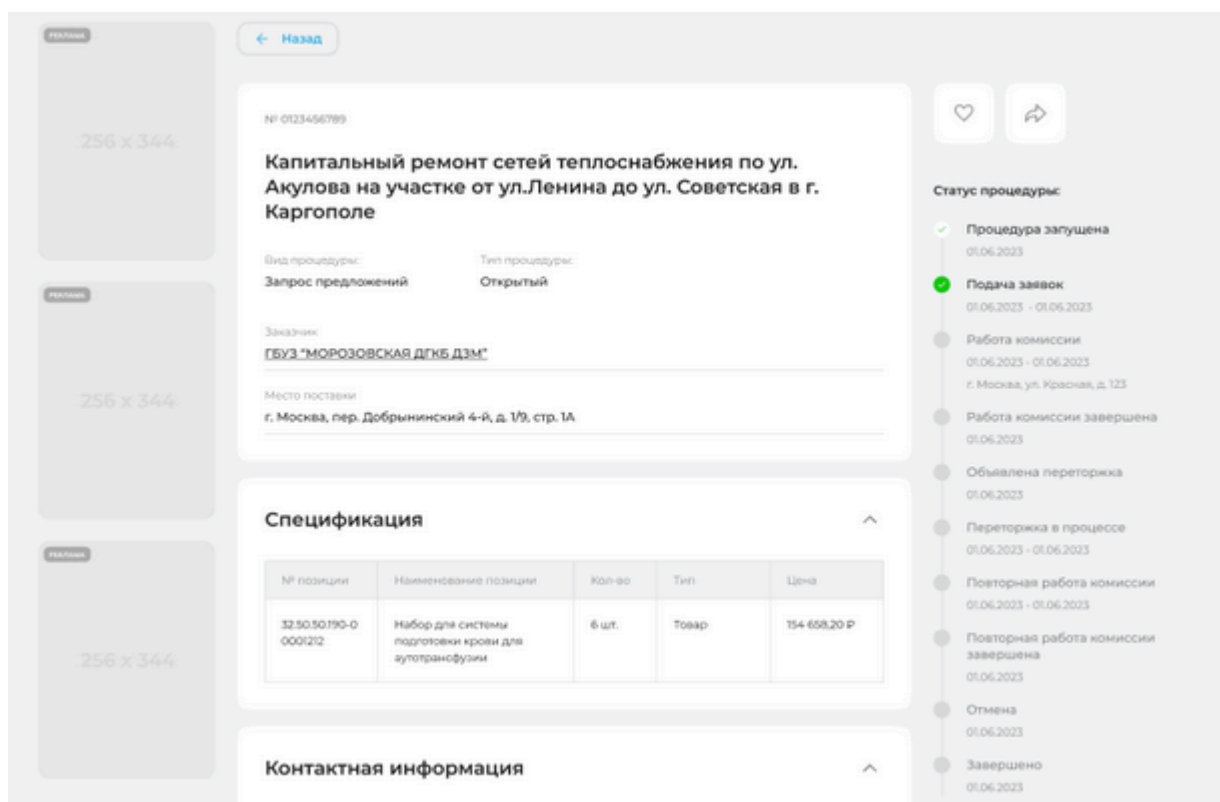 РЕКЛАМА
256 x 344
РЕКЛАМА
256 x 344
РЕКЛАМА
256 x 344
← Назад
№ 0123456789
Капитальный ремонт сетей теплоснабжения по ул.
Акулова на участке от ул.Ленина до ул. Советская в г.
Каргополе
Вид процедуры:
Запрос предложений
Тип процедуры:
Открытый
Заказчик
ГБУЗ "МОРОЗОВСКАЯ ДГКБ ДЗМ"
Место поставки
г. Москва, пер. Добрынинский 4-й, д. 1/9, стр. 1А
Спецификация
№ позиции Наименование позиции Кол-во Тип Цена
32.50.50.190-0
0001212
Набор для системы
подготовки крови для
аутотрансфузии
6 шт.
Товар
154 658,20 ₽
Контактная информация
Статус процедуры:
Процедура запущена
01.06.2023
Подача заявок
01.06.2023 - 01.06.2023
Работа комиссии
01.06.2023 - 01.06.2023
г. Москва, ул. Красная, д. 123
Работа комиссии завершена
01.06.2023
Объявлена переторжка
01.06.2023
Переторжка в процессе
01.06.2023 - 01.06.2023
Повторная работа комиссии
01.06.2023 - 01.06.2023
Повторная работа комиссии
завершена
01.06.2023
Отмена
01.06.2023
Завершено
01.06.2023